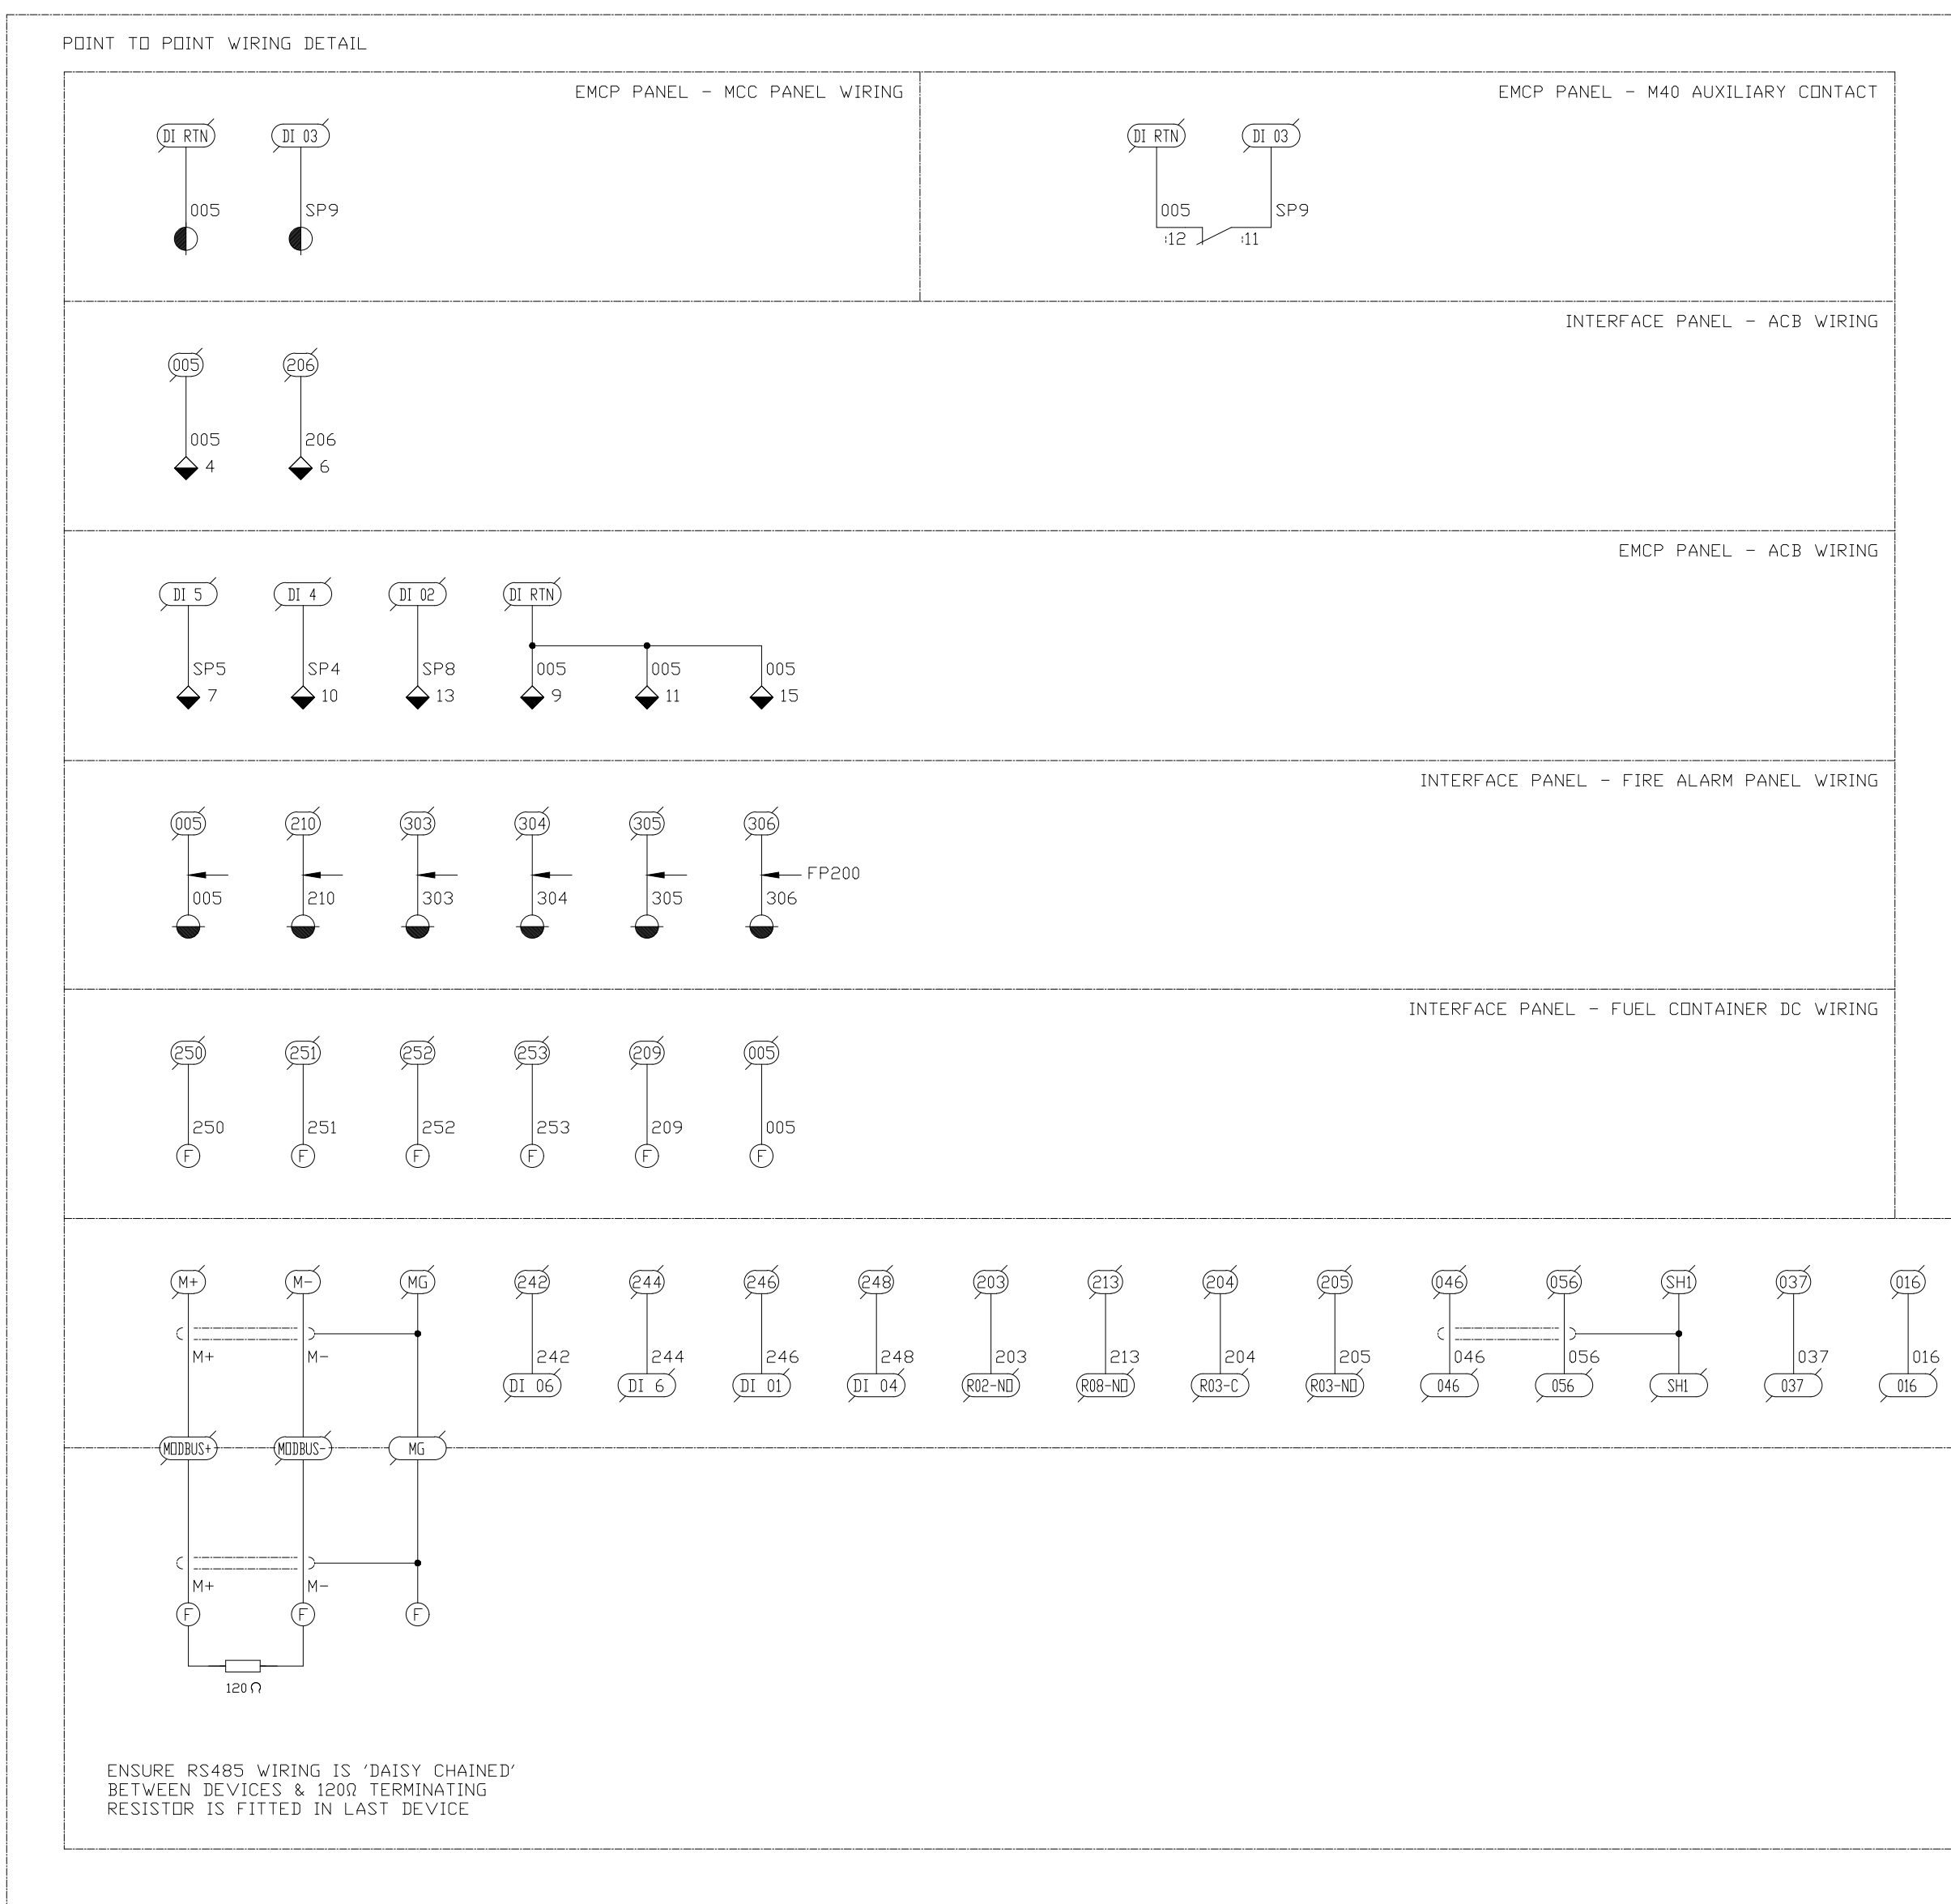 POINT TO POINT WIRING DETAIL
EMCP PANEL - MCC PANEL WIRING
EMCP PANEL - M40 AUXILIARY CONTACT
DI RTN DI 03
DI RTN DI 03
005 SP9
005 SP9
:12 :11
INTERFACE PANEL - ACB WIRING
005 206
005 206
4 6
EMCP PANEL - ACB WIRING
DI 5 DI 4 DI 02 DI RTN
SP5 SP4 SP8 005 005 005
7 10 13 9 11 15
INTERFACE PANEL - FIRE ALARM PANEL WIRING
005 210 303 304 305 306
FP200
005 210 303 304 305 306
INTERFACE PANEL - FUEL CONTAINER DC WIRING
250 251 252 253 209 005
250 251 252 253 209 005
F F F F F F
M+ M- MG 242 244 246 248 203 213 204 205 046 056 SH1 037 016
M+ M- 242 244 246 248 203 213 204 205 046 056 037 016
DI 06 DI 6 DI 01 DI 04 R02-NO R08-NO R03-C R03-NO 046 056 SH1 037 016
MODBUS+ MODBUS- MG
M+ M-
F F F
120Ω
ENSURE RS485 WIRING IS 'DAISY CHAINED'
BETWEEN DEVICES & 120Ω TERMINATING
RESISTOR IS FITTED IN LAST DEVICE